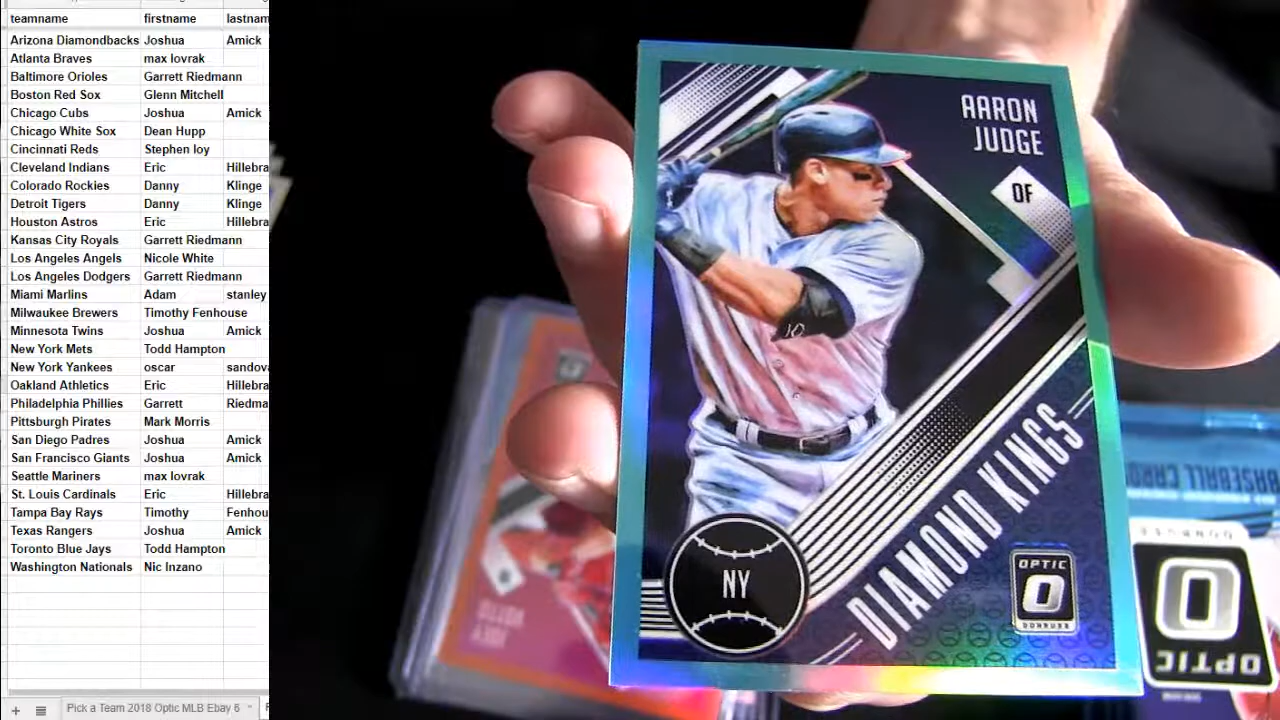 teamname firstname lastnam
Arizona Diamondbacks Joshua Amick
Atlanta Braves max lovrak
Baltimore Orioles Garrett Riedmann
Boston Red Sox Glenn Mitchell
Chicago Cubs Joshua Amick
Chicago White Sox Dean Hupp
Cincinnati Reds Stephen loy
Cleveland Indians Eric Hillebra
Colorado Rockies Danny Klinge
Detroit Tigers Danny Klinge
Houston Astros Eric Hillebra
Kansas City Royals Garrett Riedmann
Los Angeles Angels Nicole White
Los Angeles Dodgers Garrett Riedmann
Miami Marlins Adam stanley
Milwaukee Brewers Timothy Fenhouse
Minnesota Twins Joshua Amick
New York Mets Todd Hampton
New York Yankees oscar sandova
Oakland Athletics Eric Hillebra
Philadelphia Phillies Garrett Riedma
Pittsburgh Pirates Mark Morris
San Diego Padres Joshua Amick
San Francisco Giants Joshua Amick
Seattle Mariners max lovrak
St. Louis Cardinals Eric Hillebra
Tampa Bay Rays Timothy Fenhou
Texas Rangers Joshua Amick
Toronto Blue Jays Todd Hampton
Washington Nationals Nic Inzano
Pick a Team 2018 Optic MLB Ebay 6
AARON
JUDGE
OF
DIAMOND KINGS
NY
OPTIC
O
DONRUSS
JOEY
VOTTO
BASEBALL CARD
DONRUSS
O
OPTIC